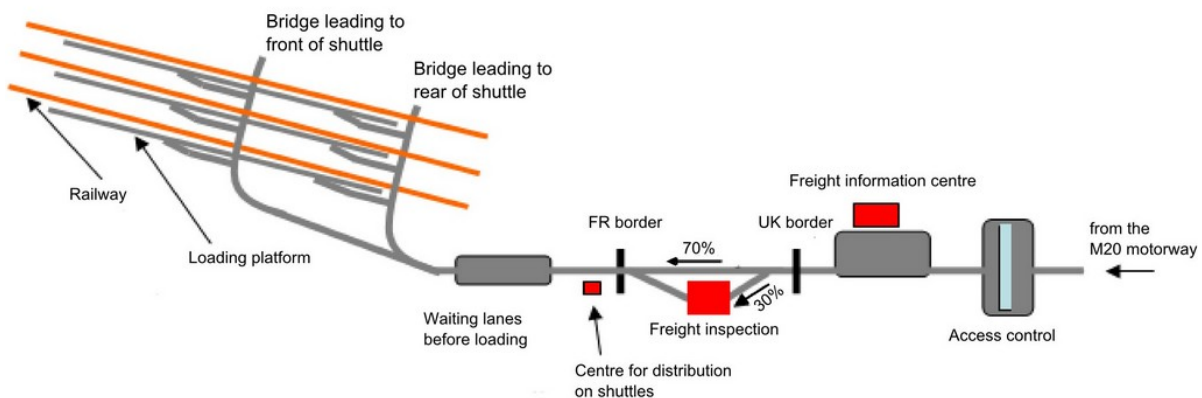 Bridge leading to
front of shuttle
Bridge leading to
rear of shuttle
Railway
Loading platform
Freight information centre
FR border
UK border
70%
30%
from the
M20 motorway
Waiting lanes
before loading
Freight inspection
Access control
Centre for distribution
on shuttles